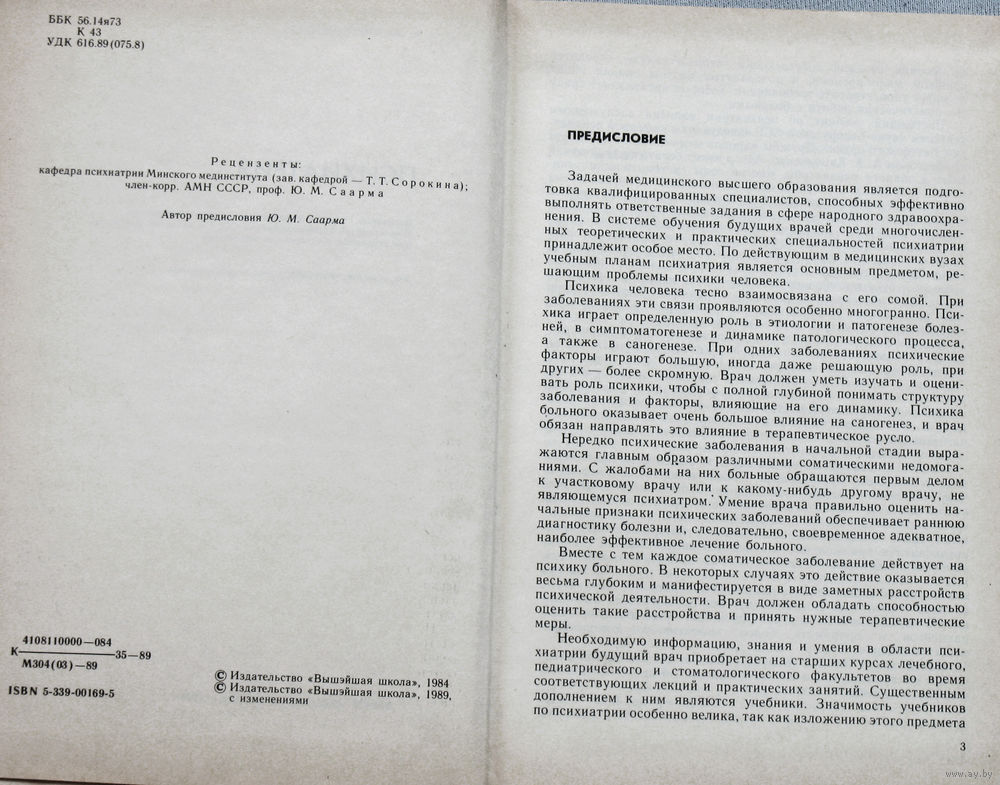 ББК 56.14я73
К 43
УДК 616.89(075.8)
Рецензенты:
кафедра психиатрии Минского мединститута (зав. кафедрой — Т. Т. Сорокина);
член-корр. АМН СССР, проф. Ю. М. Саарма
Автор предисловия Ю. М. Саарма
4108110000—084
К 35—89
М304(03)—89
ISBN 5-339-00169-5
© Издательство «Вышэйшая школа», 1984
© Издательство «Вышэйшая школа», 1989,
с изменениями
ПРЕДИСЛОВИЕ
Задачей медицинского высшего образования является подго-
товка квалифицированных специалистов, способных эффективно
выполнять ответственные задания в сфере народного здравоохра-
нения. В системе обучения будущих врачей среди многочислен-
ных теоретических и практических специальностей психиатрии
принадлежит особое место. По действующим в медицинских вузах
учебным планам психиатрия является основным предметом, ре-
шающим проблемы психики человека.
Психика человека тесно взаимосвязана с его сомой. При
заболеваниях эти связи проявляются особенно многогранно. Пси-
хика играет определенную роль в этиологии и патогенезе болез-
ней, в симптоматогенезе и динамике патологического процесса,
а также в саногенезе. При одних заболеваниях психические
факторы играют большую, иногда даже решающую роль, при
других — более скромную. Врач должен уметь изучать и оцени-
вать роль психики, чтобы с полной глубиной понимать структуру
заболевания и факторы, влияющие на его динамику. Психика
больного оказывает очень большое влияние на саногенез, и врач
обязан направлять это влияние в терапевтическое русло.
Нередко психические заболевания в начальной стадии выра-
жаются главным образом различными соматическими недомога-
ниями. С жалобами на них больные обращаются первым делом
к участковому врачу или к какому-нибудь другому врачу, не
являющемуся психиатром. Умение врача правильно оценить на-
чальные признаки психических заболеваний обеспечивает раннюю
диагностику болезни и, следовательно, своевременное адекватное,
наиболее эффективное лечение больного.
Вместе с тем каждое соматическое заболевание действует на
психику больного. В некоторых случаях это действие оказывается
весьма глубоким и манифестируется в виде заметных расстройств
психической деятельности. Врач должен обладать способностью
оценить такие расстройства и принять нужные терапевтические
меры.
Необходимую информацию, знания и умения в области пси-
хиатрии будущий врач приобретает на старших курсах лечебного,
педиатрического и стоматологического факультетов во время
соответствующих лекций и практических занятий. Существенным
дополнением к ним являются учебники. Значимость учебников
по психиатрии особенно велика, так как изложению этого предмета
3
www.ay.by